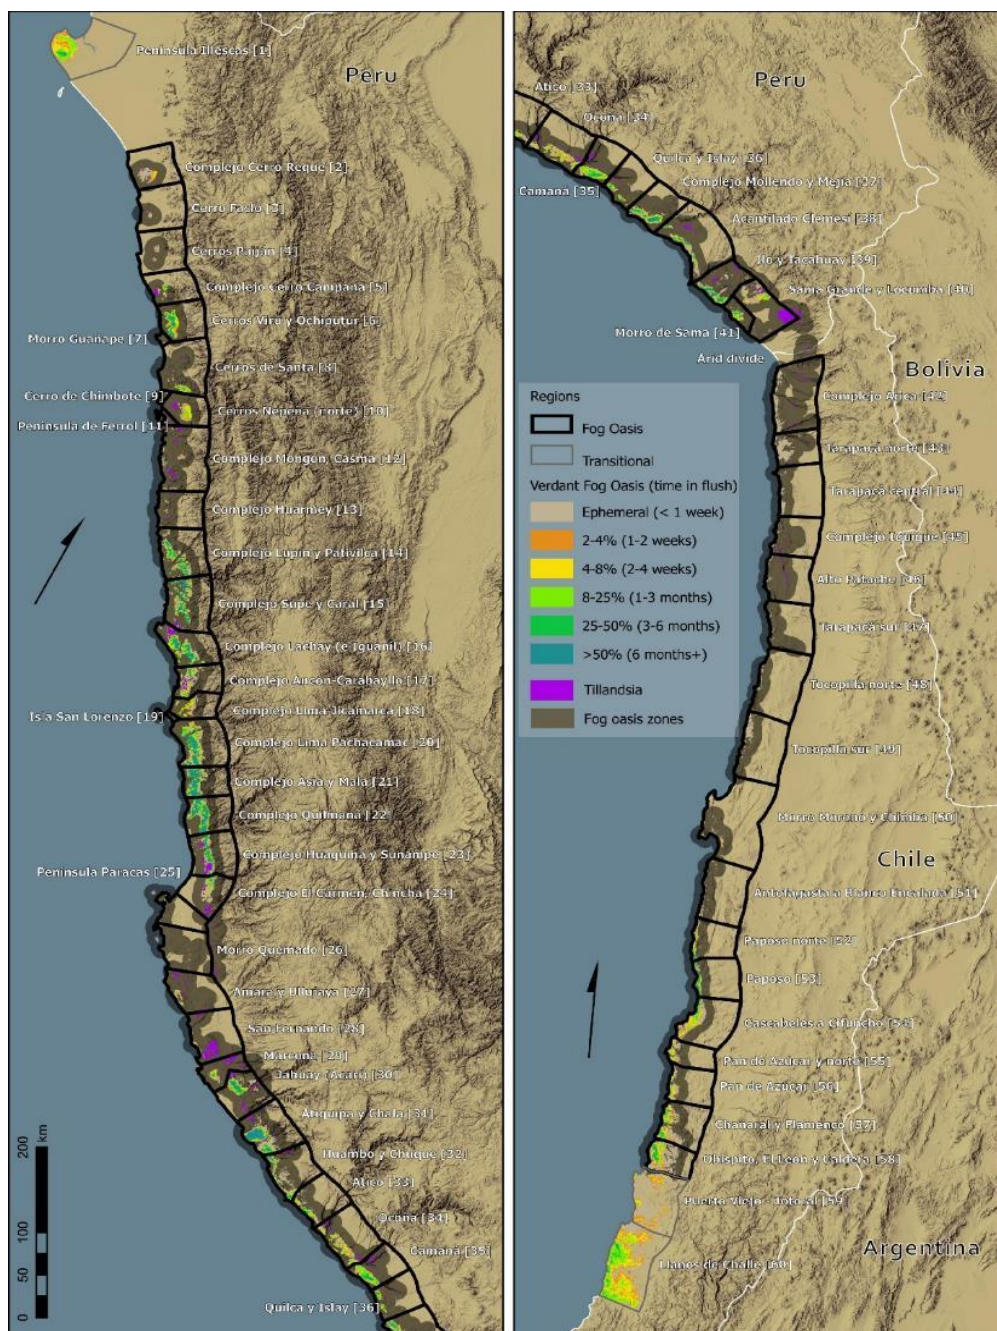 Península Illescas [1]
Peru
Complejo Cerro Reque [2]
Cerro Faclo [3]
Cerros Paiján [4]
Complejo Cerro Campana [5]
Cerros Virú y Ochiputur [6]
Morro Guañape [7]
Cerros de Santa [8]
Cerro de Chimbote [9]
Cerros Nepeña (norte) [10]
Península de Ferrol [11]
Complejo Mongón, Casma [12]
Complejo Huarmey [13]
Complejo Lupin y Pativilca [14]
Complejo Supe y Caral [15]
Complejo Lachay (e Iguanil) [16]
Complejo Ancón-Carabayllo [17]
Complejo Lima-Jicamarca [18]
Isla San Lorenzo [19]
Complejo Lima-Pachacamac [20]
Complejo Asia y Mala [21]
Complejo Quilmaná [22]
Complejo Huaquina y Sunampe [23]
Península Paracas [25]
Complejo El Carmen, Chincha [24]
Morro Quemado [26]
Amara y Ullujaya [27]
San Fernando [28]
Marcona [29]
Jahuay (Acarí) [30]
Atiquipa y Chala [31]
Huambo y Chuque [32]
Atico [33]
Ocoña [34]
Camaná [35]
Quilca y Islay [36]
200
km
100
50
0
Atico [33]
Peru
Ocoña [34]
Quilca y Islay [36]
Camaná [35]
Complejo Mollendo y Mejía [37]
Acantilado Clemesi [38]
Ilo y Tacahuay [39]
Sama Grande y Locumba [40]
Morro de Sama [41]
Arid divide
Bolivia
Complejo Arica [42]
Tarapacá norte [43]
Tarapacá central [44]
Complejo Iquique [45]
Alto Patache [46]
Tarapacá sur [47]
Tocopilla norte [48]
Tocopilla sur [49]
Morro Moreno y Chimba [50]
Chile
Antofagasta a Blanco Encalada [51]
Paposo norte [52]
Paposo [53]
Cascabeles a Cifuncho [54]
Pan de Azúcar y norte [55]
Pan de Azúcar [56]
Chañaral y Flamenco [57]
Obispito, El León y Caldera [58]
Puerto Viejo - Totoral [59]
Argentina
Llanos de Challe [60]
Regions
Fog Oasis
Transitional
Verdant Fog Oasis (time in flush)
Ephemeral (< 1 week)
2-4% (1-2 weeks)
4-8% (2-4 weeks)
8-25% (1-3 months)
25-50% (3-6 months)
>50% (6 months+)
Tillandsia
Fog oasis zones